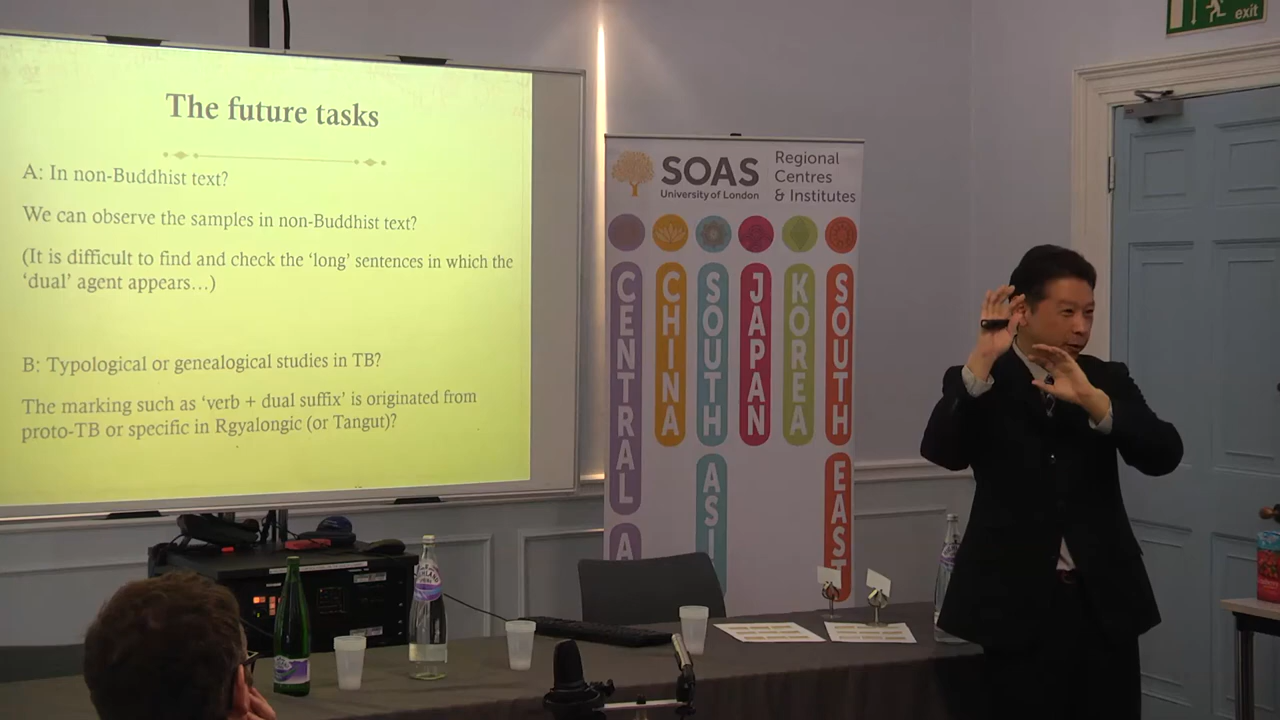 The future tasks
A: In non-Buddhist text?
We can observe the samples in non-Buddhist text?
(It is difficult to find and check the ‘long’ sentences in which the
‘dual’ agent appears…)
B: Typological or genealogical studies in TB?
The marking such as ‘verb + dual suffix’ is originated from
proto-TB or specific in Rgyalongic (or Tangut)?
SOAS
University of London
Regional
Centres
& Institutes
CENTRAL A
CHINA
SOUTH ASI
JAPAN
KOREA
SOUTH EAST
exit